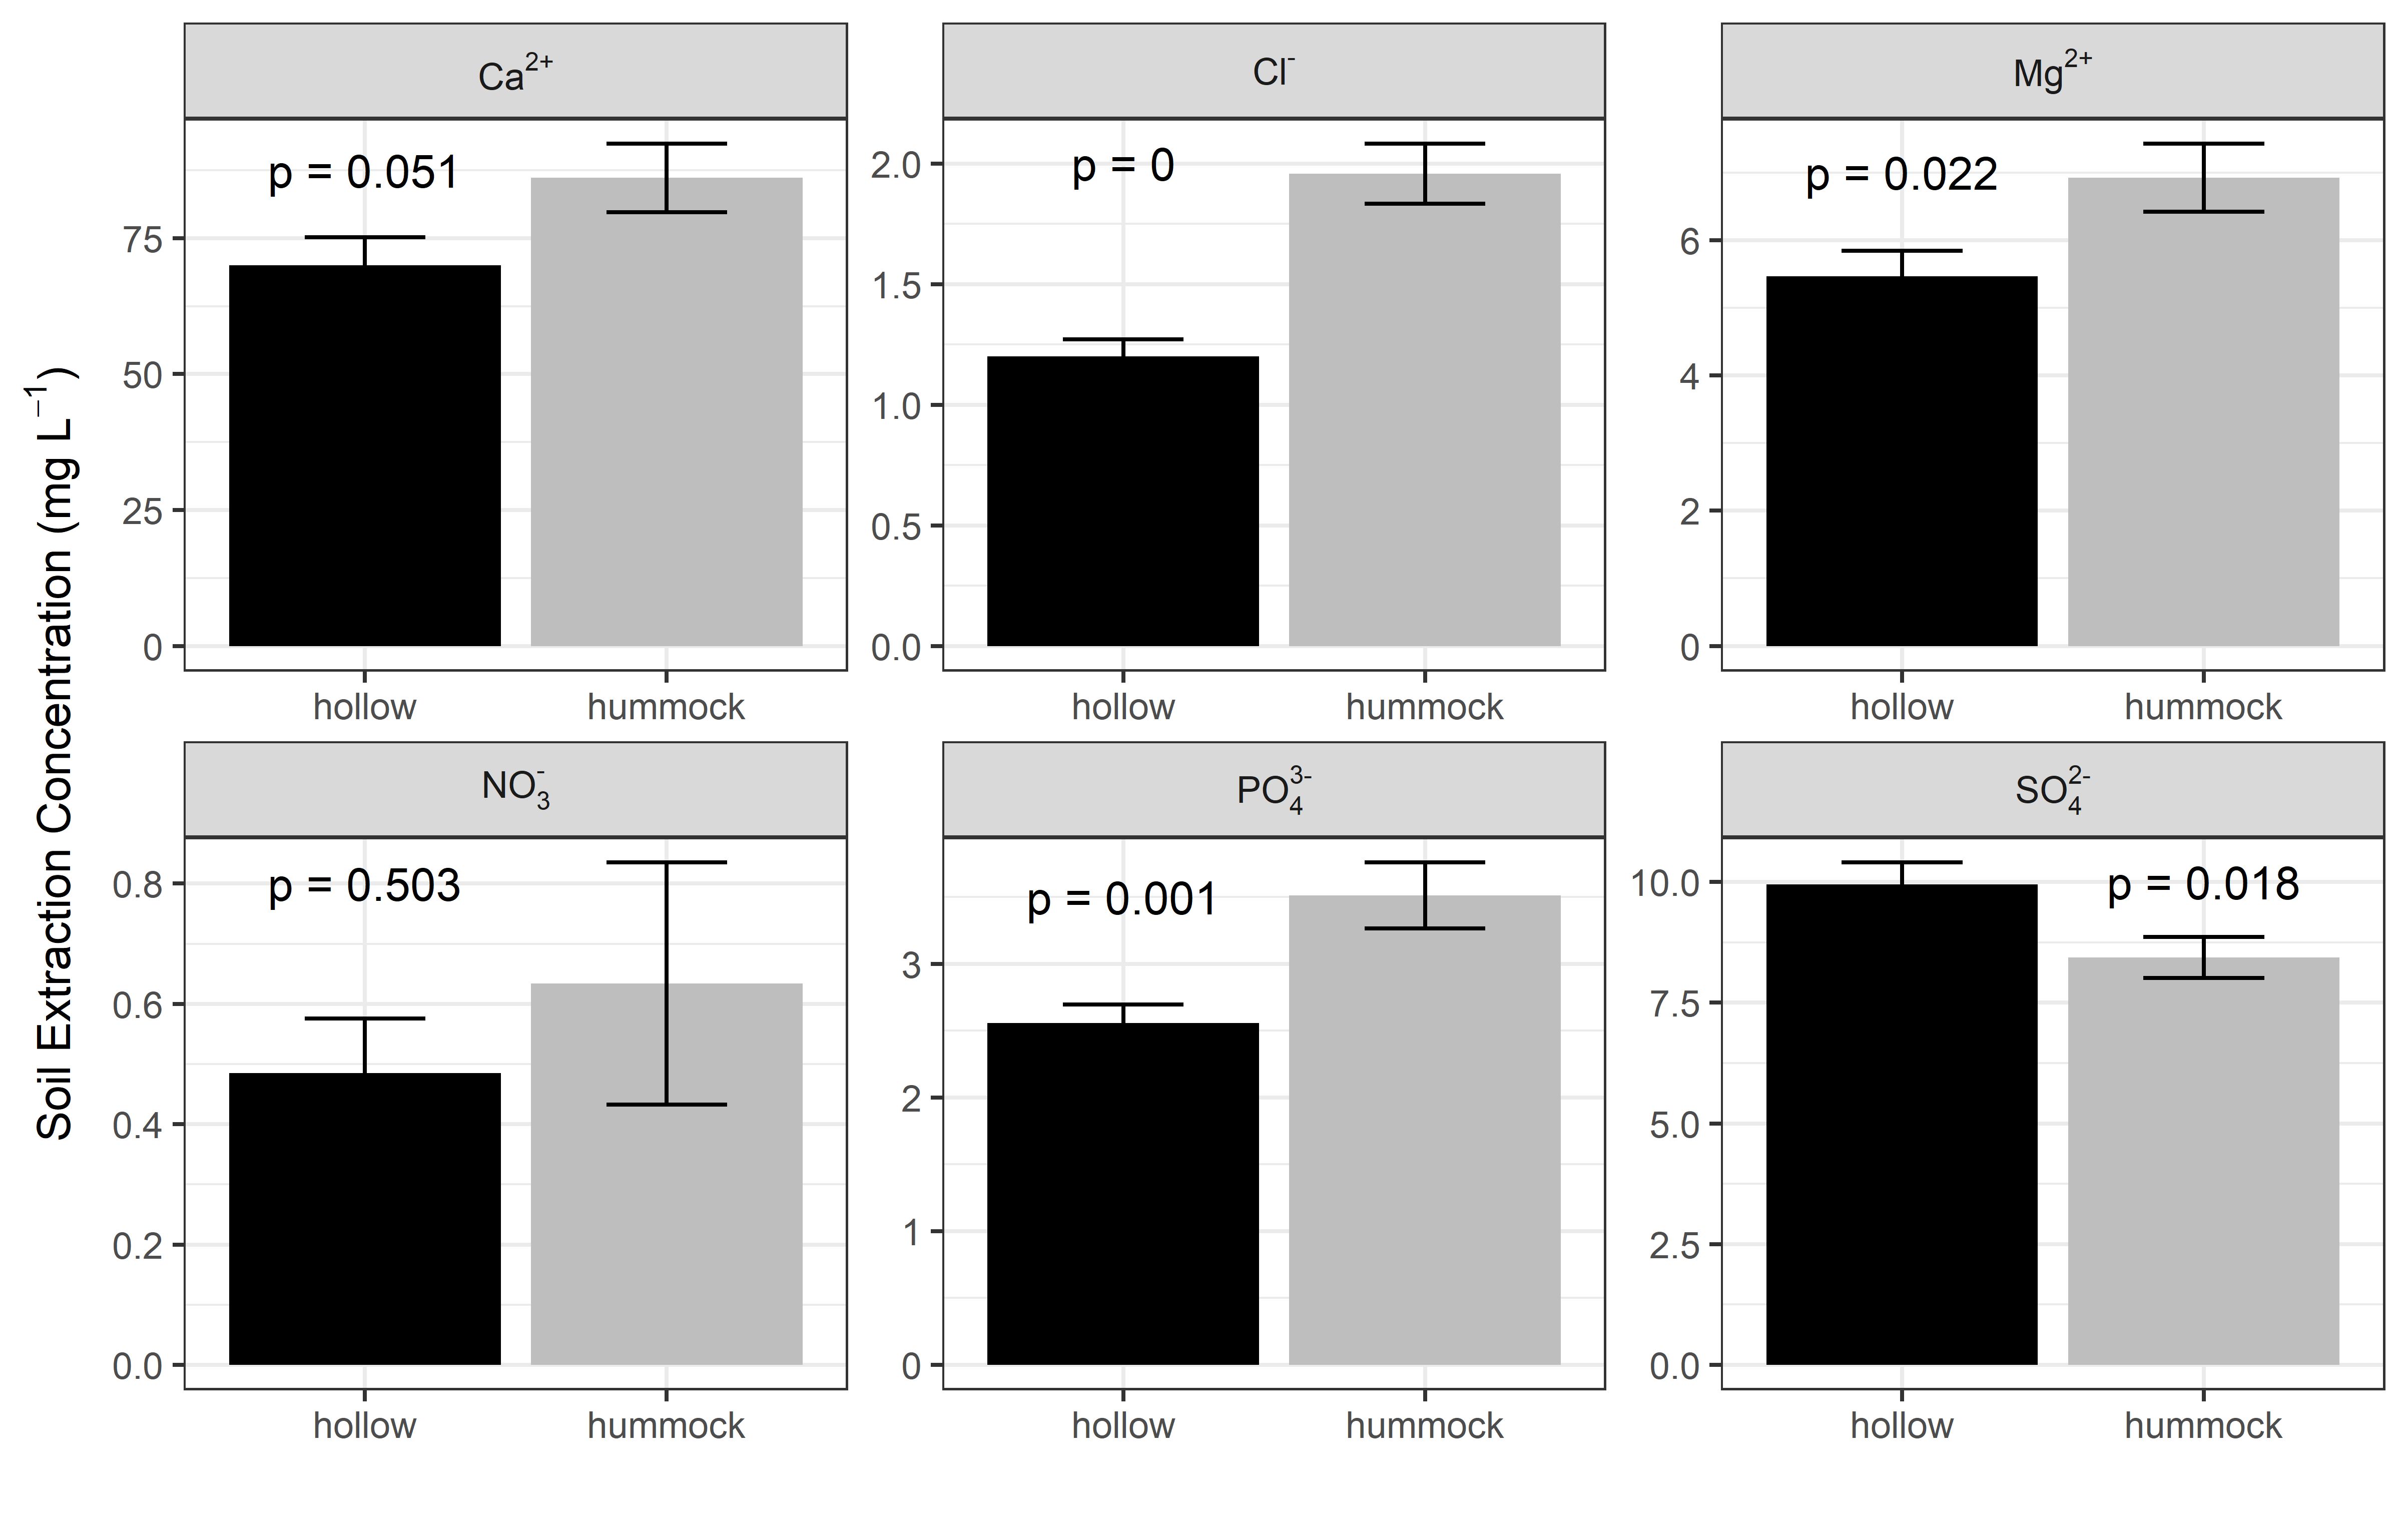 Soil Extraction Concentration (mg L⁻¹)
Ca²⁺
p = 0.051
75
50
25
0
hollow hummock
Cl⁻
p = 0
2.0
1.5
1.0
0.5
0.0
hollow hummock
Mg²⁺
p = 0.022
6
4
2
0
hollow hummock
NO₃⁻
p = 0.503
0.8
0.6
0.4
0.2
0.0
hollow hummock
PO₄³⁻
p = 0.001
3
2
1
0
hollow hummock
SO₄²⁻
p = 0.018
10.0
7.5
5.0
2.5
0.0
hollow hummock